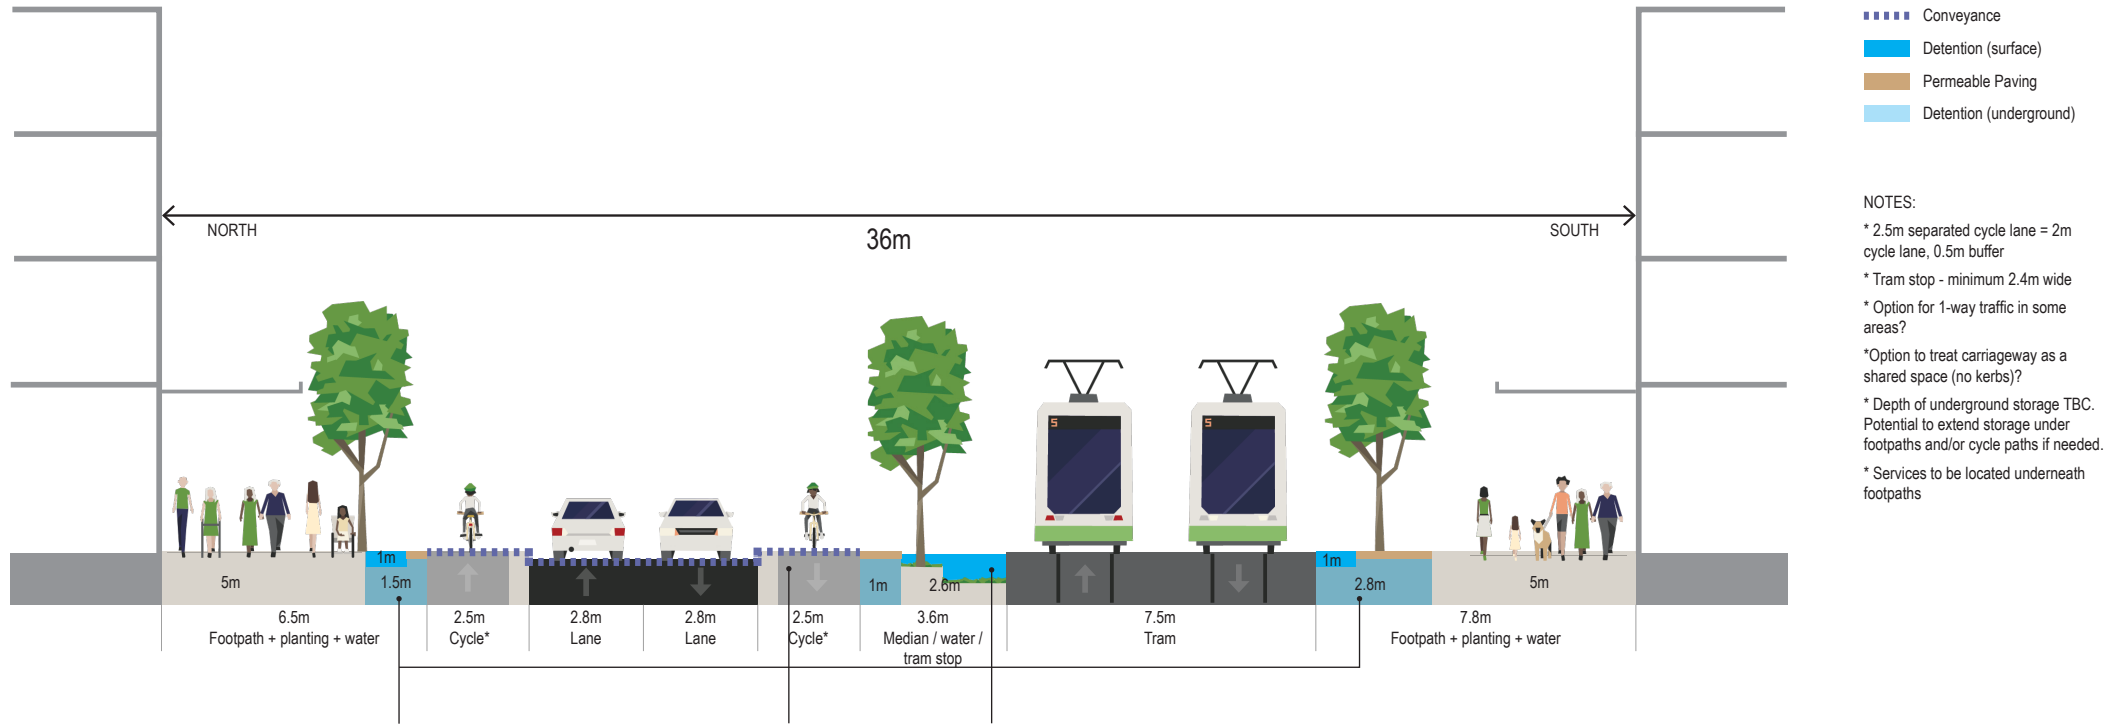 Conveyance
Detention (surface)
Permeable Paving
Detention (underground)
NOTES:
* 2.5m separated cycle lane = 2m
cycle lane, 0.5m buffer
* Tram stop - minimum 2.4m wide
* Option for 1-way traffic in some
areas?
*Option to treat carriageway as a
shared space (no kerbs)?
* Depth of underground storage TBC.
Potential to extend storage under
footpaths and/or cycle paths if needed.
* Services to be located underneath
footpaths
NORTH
36m
SOUTH
5
5
1m
1m
5m
1.5m
1m
2.6m
2.8m
5m
6.5m
Footpath + planting + water
2.5m
Cycle*
2.8m
Lane
2.8m
Lane
2.5m
Cycle*
3.6m
Median / water /
tram stop
7.5m
Tram
7.8m
Footpath + planting + water